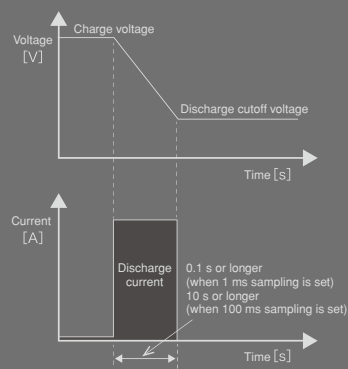 Charge voltage
Voltage
[V]
Discharge cutoff voltage
Time [s]
Current
[A]
Discharge
current
0.1 s or longer
(when 1 ms sampling is set)
10 s or longer
(when 100 ms sampling is set)
Time [s]